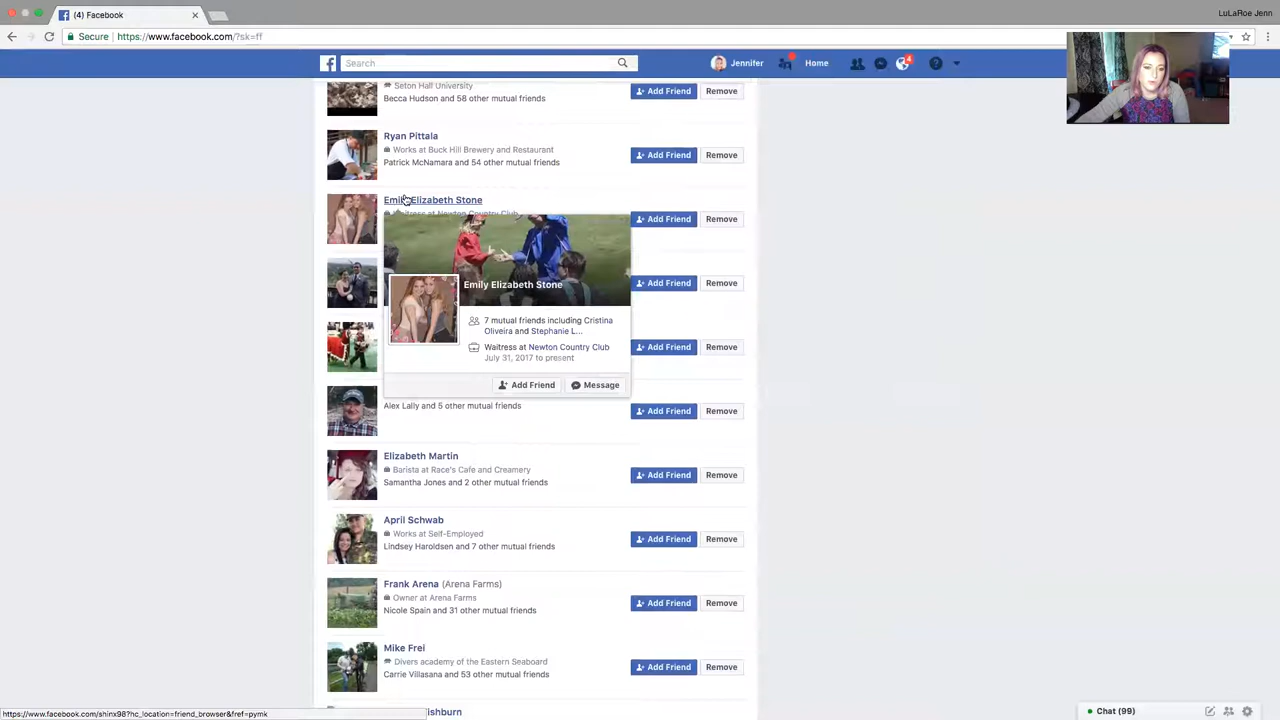 (4) Facebook
LuLaRoe Jenn
Secure https://www.facebook.com/?sk=ff
Search
Jennifer
Home
4
Seton Hall University
Becca Hudson and 58 other mutual friends
Add Friend Remove
Ryan Pittala
Works at Buck Hill Brewery and Restaurant
Patrick McNamara and 54 other mutual friends
Add Friend Remove
Emily Elizabeth Stone
Waitress at Newton Country Club
Add Friend Remove
Emily Elizabeth Stone
7 mutual friends including Cristina
Oliveira and Stephanie L...
Waitress at Newton Country Club
July 31, 2017 to present
Add Friend Message
Add Friend Remove
Add Friend Remove
Alex Lally and 5 other mutual friends
Add Friend Remove
Elizabeth Martin
Barista at Race's Cafe and Creamery
Samantha Jones and 2 other mutual friends
Add Friend Remove
April Schwab
Works at Self-Employed
Lindsey Haroldsen and 7 other mutual friends
Add Friend Remove
Frank Arena (Arena Farms)
Owner at Arena Farms
Nicole Spain and 31 other mutual friends
Add Friend Remove
Mike Frei
Divers academy of the Eastern Seaboard
Carrie Villasana and 53 other mutual friends
Add Friend Remove
https://www.facebook.com/shinx98?hc_location=friend_browser&fref=pymk
ishburn
Chat (99)